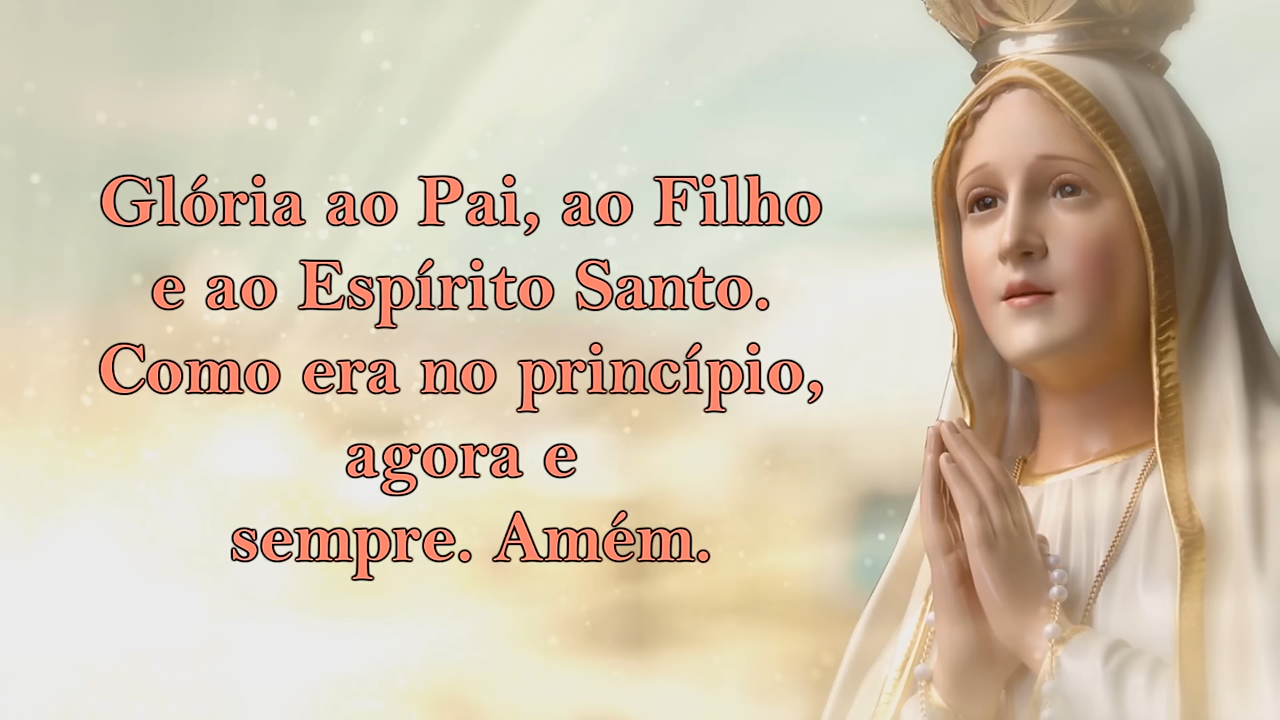 Glória ao Pai, ao Filho
e ao Espírito Santo.
Como era no princípio,
agora e
sempre. Amém.